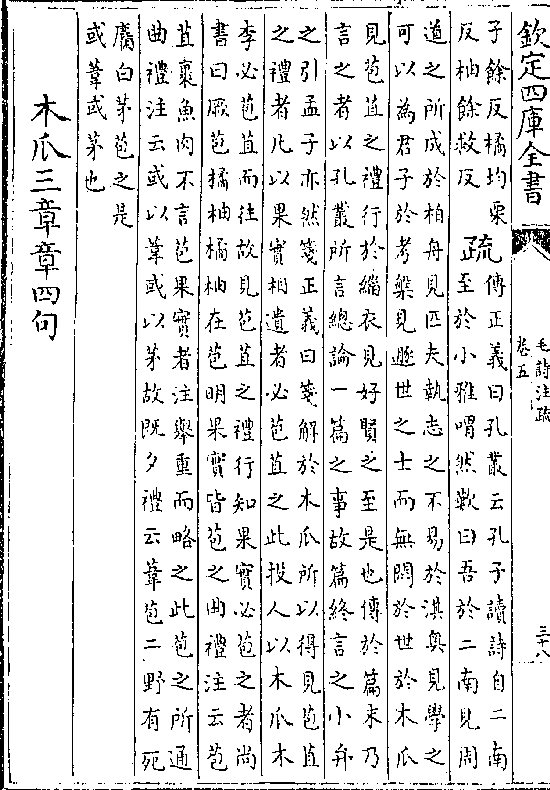 欽定四庫全書
毛詩注疏
卷五
三十八
子餘反橘均栗
反柚餘救反
疏
傳正義曰孔叢云孔子讀詩自二南
至於小雅喟然歎曰吾於二南見周
道之所成於柏舟見匹夫執志之不易於淇奥見學之
可以為君子於考槃見遯世之士而無悶於世於木瓜
見苞苴之禮行於緇衣見好賢之至是也傳於篇末乃
言之者以孔叢所言總論一篇之事故篇終言之小弁
之引孟子亦然箋正義曰箋解於木瓜所以得見苞苴
之禮者凡以果實相遺者必苞苴之此投人以木瓜木
李必苞苴而往故見苞苴之禮行知果實必苞之者尚
書曰厥苞橘柚橘柚在苞明果實皆苞之曲禮注云苞
苴裹魚肉不言苞果實者注舉重而略之此苞之所通
曲禮注云或以葦或以茅故既夕禮云葦苞二野有死
麕白茅苞之是
或葦或茅也
木瓜三章章四句